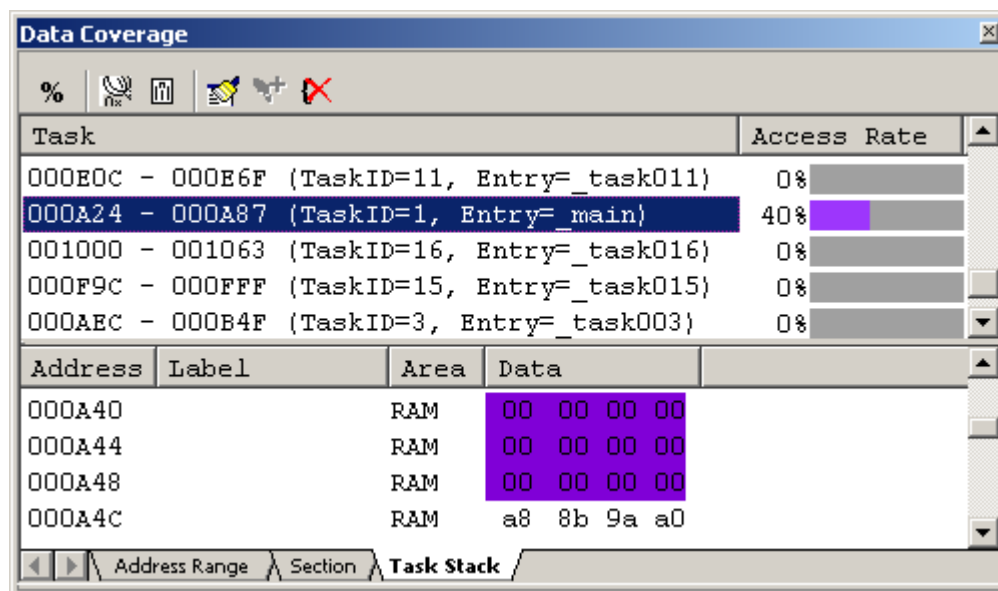 Data Coverage
%
Task Access Rate
000E0C - 000E6F (TaskID=11, Entry=_task011) 0%
000A24 - 000A87 (TaskID=1, Entry=_main) 40%
001000 - 001063 (TaskID=16, Entry=_task016) 0%
000F9C - 000FFF (TaskID=15, Entry=_task015) 0%
000AEC - 000B4F (TaskID=3, Entry=_task003) 0%
Address Label Area Data
000A40 RAM 00 00 00 00
000A44 RAM 00 00 00 00
000A48 RAM 00 00 00 00
000A4C RAM a8 8b 9a a0
Address Range Section Task Stack